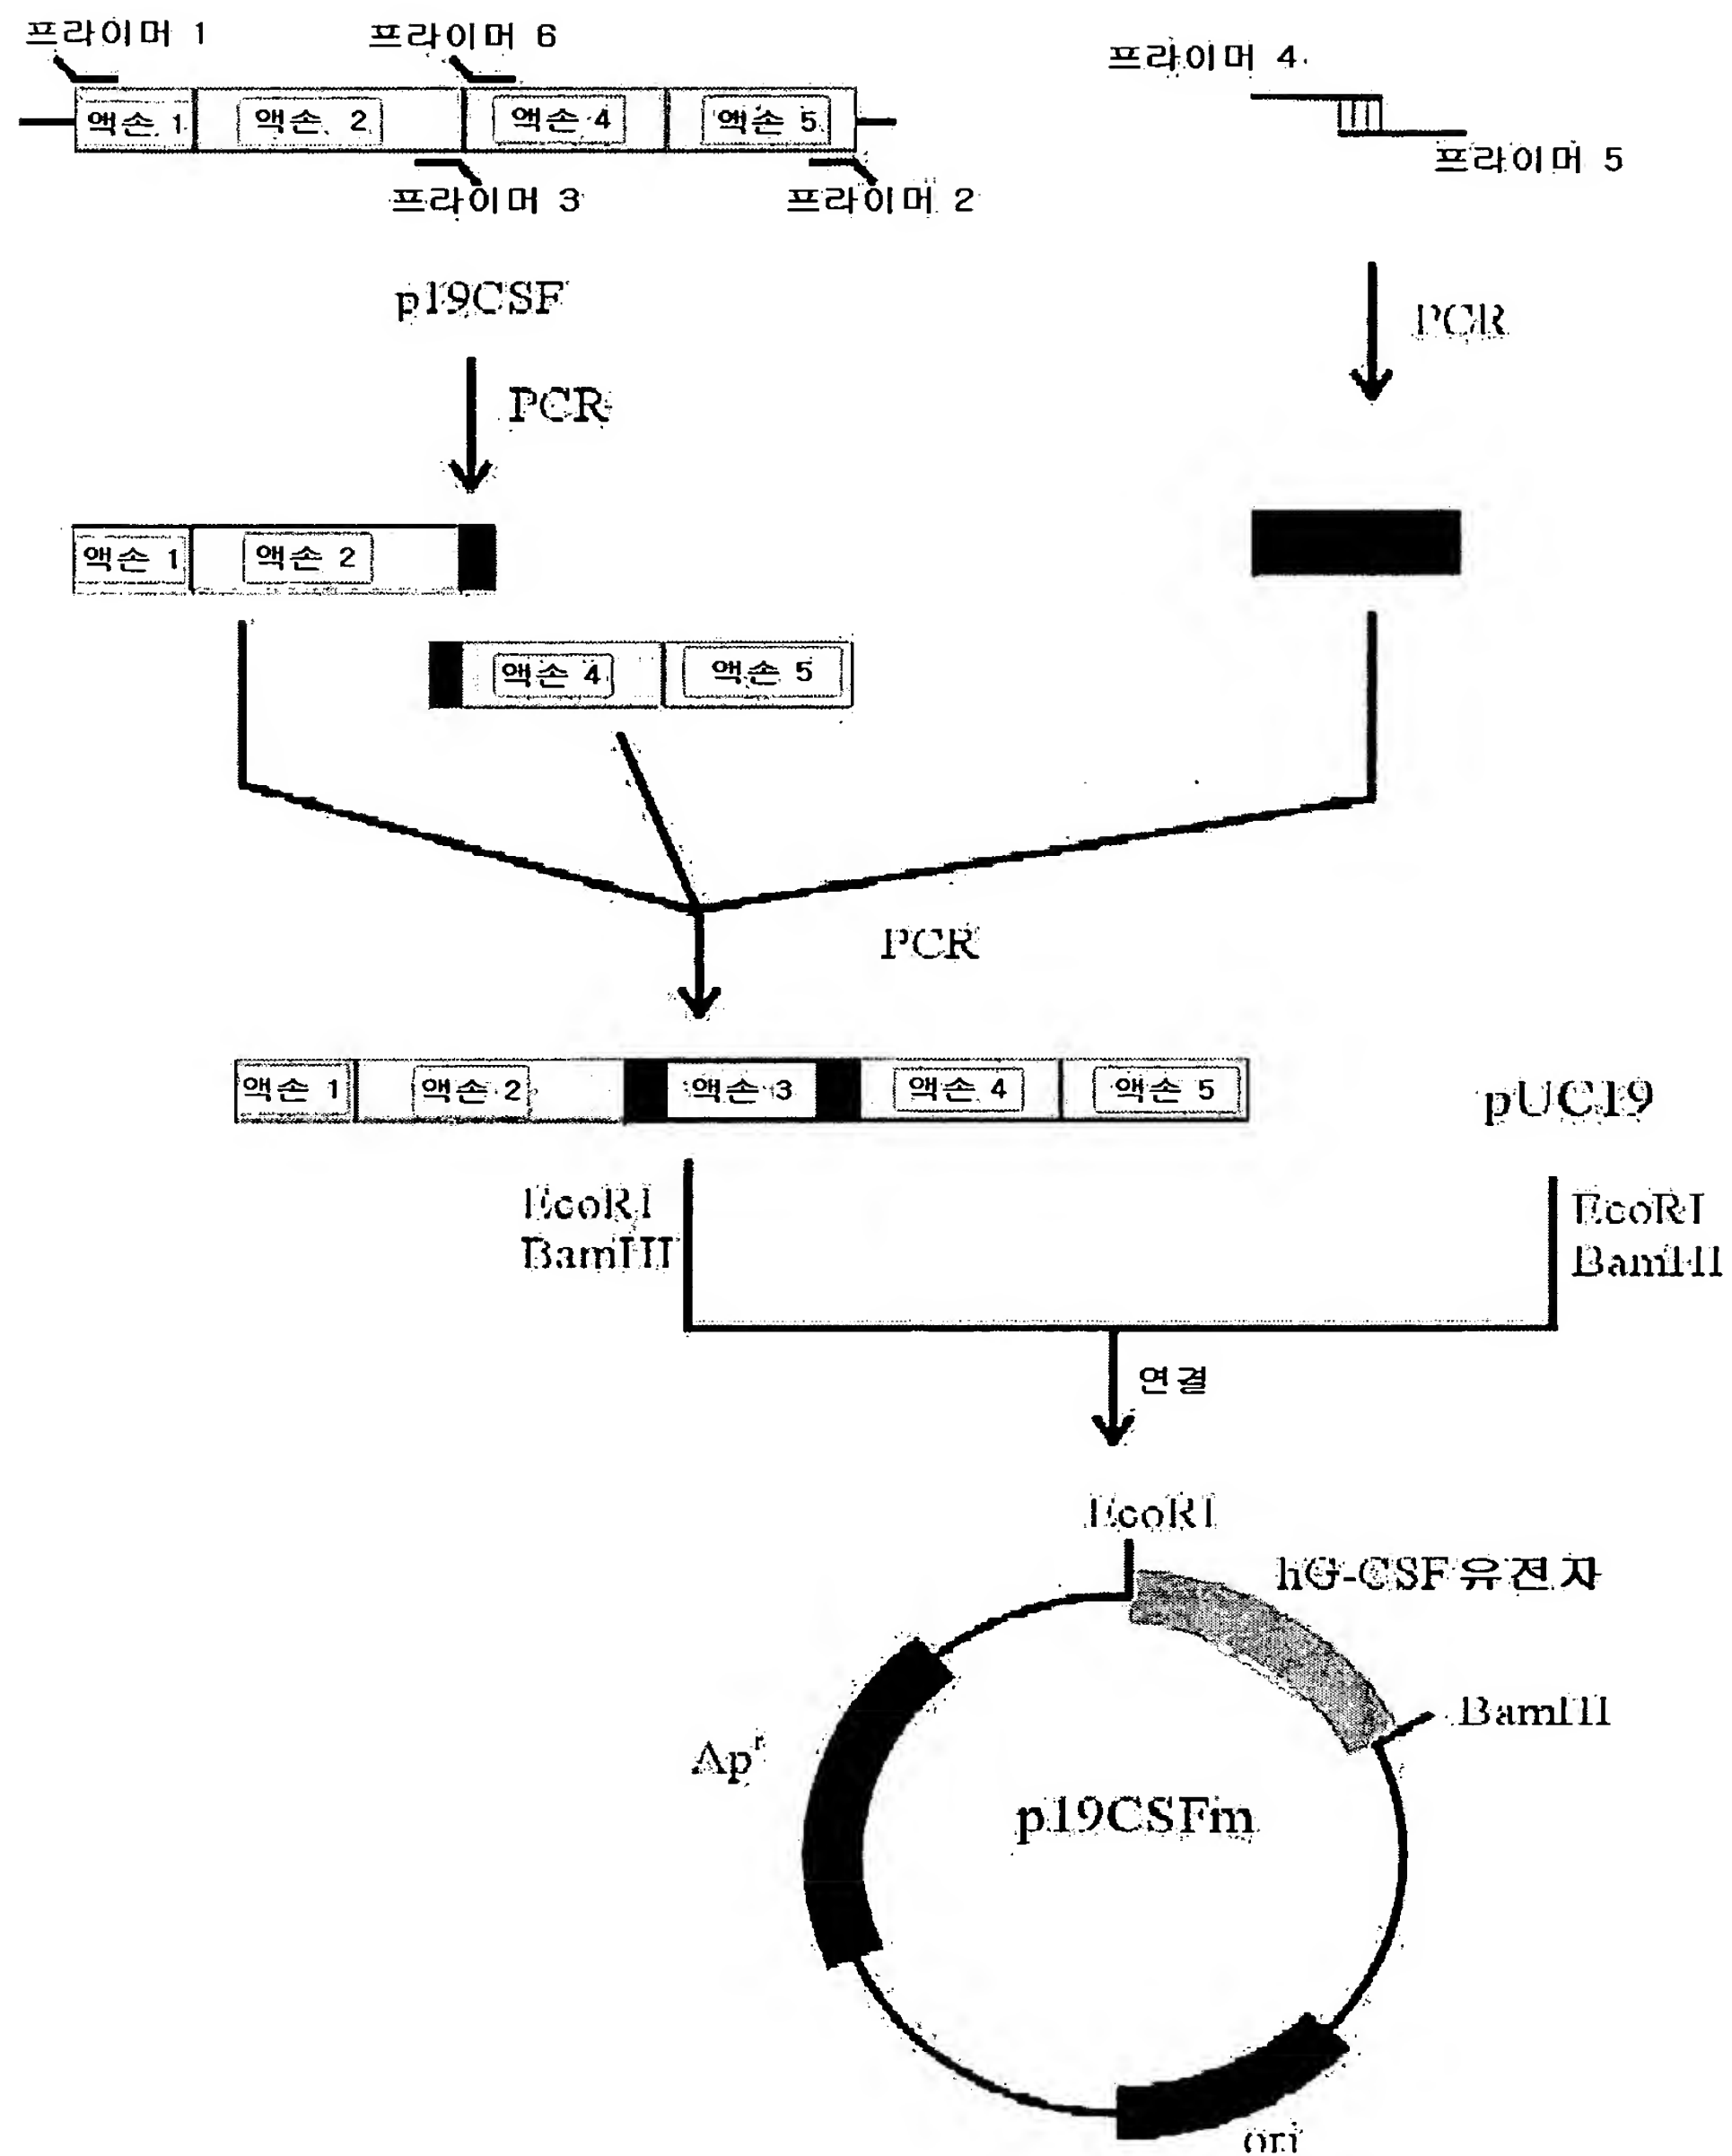 프라이머 1
프라이머 6
프라이머 4
액손 1
액손 2
액손 4
액손 5
프라이머 5
프라이머 3
프라이머 2
p19CSF
PCR
PCR
액손 1
액손 2
액손 4
액손 5
PCR
액손 1
액손 2
액손 3
액손 4
액손 5
pUC19
EcoRI
BamHI
EcoRI
BamHI
연결
EcoRI
hG-CSF 유전자
BamHI
Apʳ
p19CSFm
ori